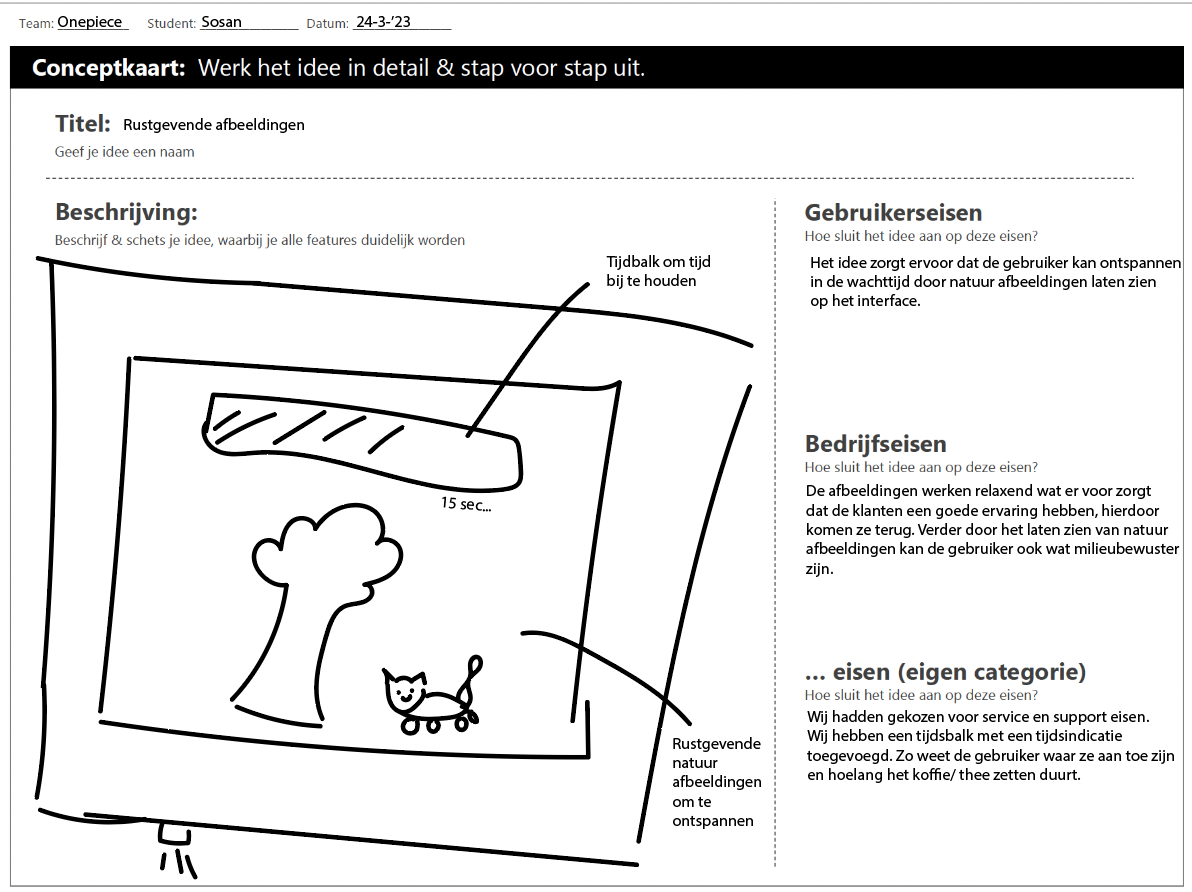 Team: Onepiece Student: Sosan Datum: 24-3-'23
Conceptkaart: Werk het idee in detail & stap voor stap uit.
Titel: Rustgevende afbeeldingen
Geef je idee een naam
Beschrijving:
Beschrijf & schets je idee, waarbij je alle features duidelijk worden
Tijdbalk om tijd
bij te houden
15 sec...
Rustgevende
natuur
afbeeldingen
om te
ontspannen
Gebruikerseisen
Hoe sluit het idee aan op deze eisen?
Het idee zorgt ervoor dat de gebruiker kan ontspannen
in de wachttijd door natuur afbeeldingen laten zien
op het interface.
Bedrijfseisen
Hoe sluit het idee aan op deze eisen?
De afbeeldingen werken relaxend wat er voor zorgt
dat de klanten een goede ervaring hebben, hierdoor
komen ze terug. Verder door het laten zien van natuur
afbeeldingen kan de gebruiker ook wat milieubewuster
zijn.
... eisen (eigen categorie)
Hoe sluit het idee aan op deze eisen?
Wij hadden gekozen voor service en support eisen.
Wij hebben een tijdsbalk met een tijdsindicatie
toegevoegd. Zo weet de gebruiker waar ze aan toe zijn
en hoelang het koffie/ thee zetten duurt.